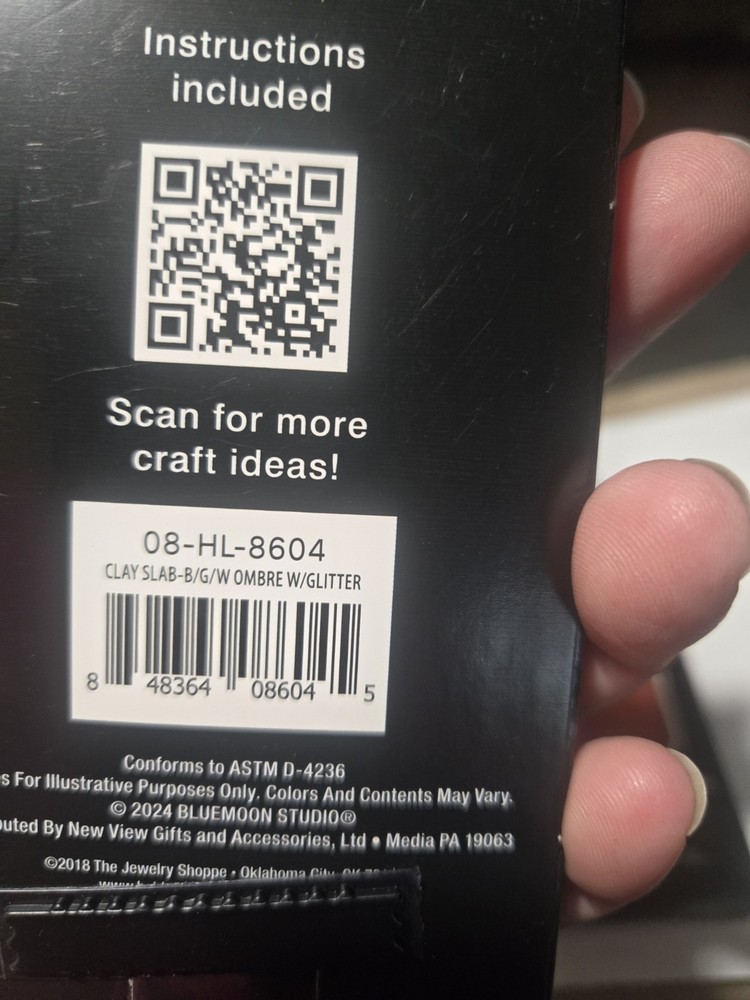 Instructions
included
Scan for more
craft ideas!
08-HL-8604
CLAY SLAB-B/G/W OMBRE W/GLITTER
8 48364 08604 5
Conforms to ASTM D-4236
For Illustrative Purposes Only. Colors And Contents May Vary.
© 2024 BLUEMOON STUDIO®
By New View Gifts and Accessories, Ltd • Media PA 19063
©2018 The Jewelry Shoppe • Oklahoma City, OK